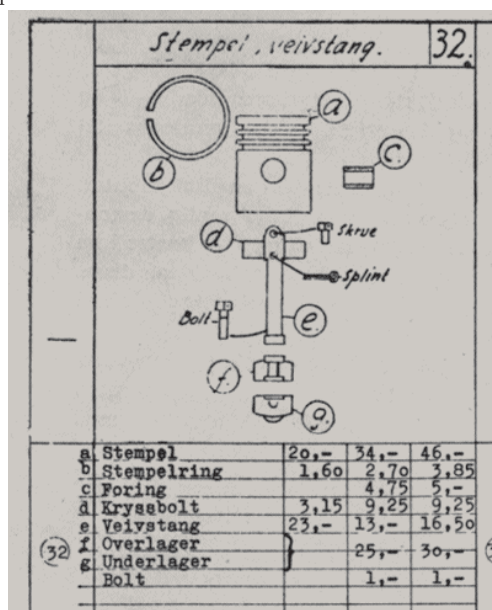 Stempel, veivstang. 32.
a
b
c.
d
Skrue
Splint
Bolt
e.
f.
g.
a Stempel 20,- 34,- 46,-
b Stempelring 1,60 2,70 3,85
c Foring 4,75 5,-
d Kryssbolt 3,15 9,25 9,25
e Veivstang 23,- 13,- 16,50
32 f Overlager } 25,- 30,-
g Underlager
Bolt 1,- 1,-